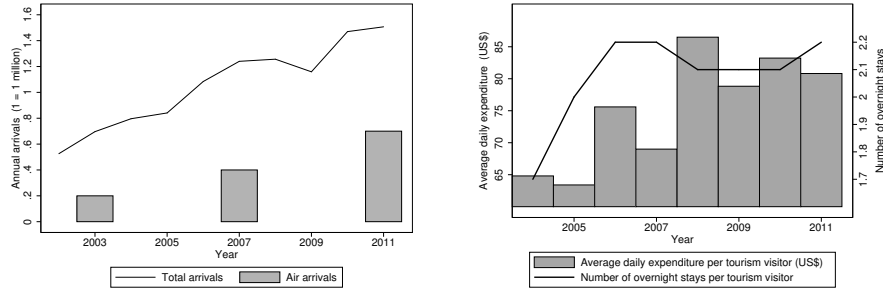 Annual arrivals (1 = 1 million)
0 .2 .4 .6 .8 1 1.2 1.4 1.6
2003 2005 2007 2009 2011
Year
Total arrivals Air arrivals
Average daily expenditure (US$)
65 70 75 80 85
Number of overnight stays
1.7 1.8 1.9 2 2.1 2.2
2005 2007 2009 2011
Year
Average daily expenditure per tourism visitor (US$)
Number of overnight stays per tourism visitor